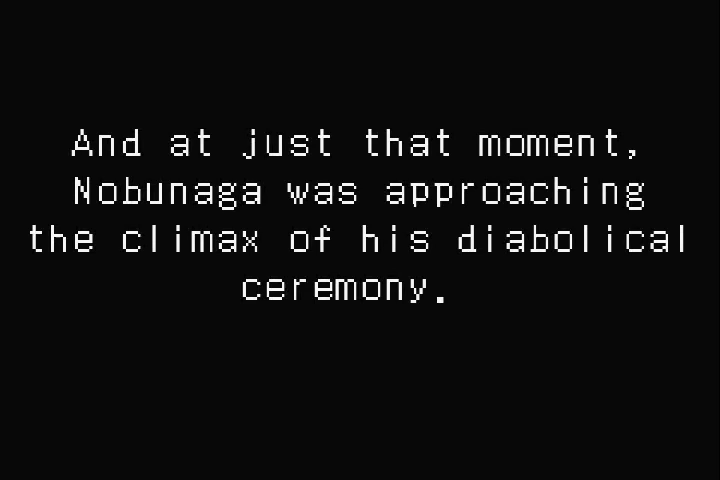 And at just that moment,
Nobunaga was approaching
the climax of his diabolical
ceremony.